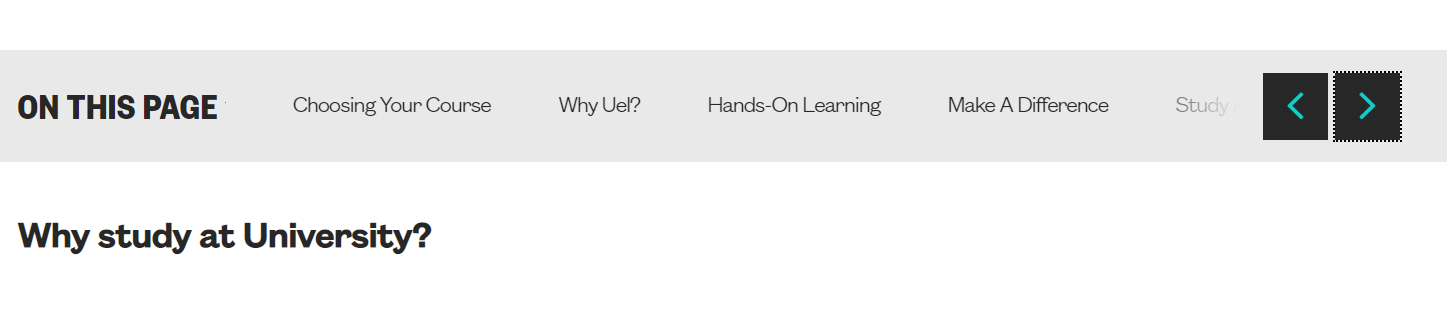 ON THIS PAGE Choosing Your Course Why Uel? Hands-On Learning Make A Difference Study
Why study at University?